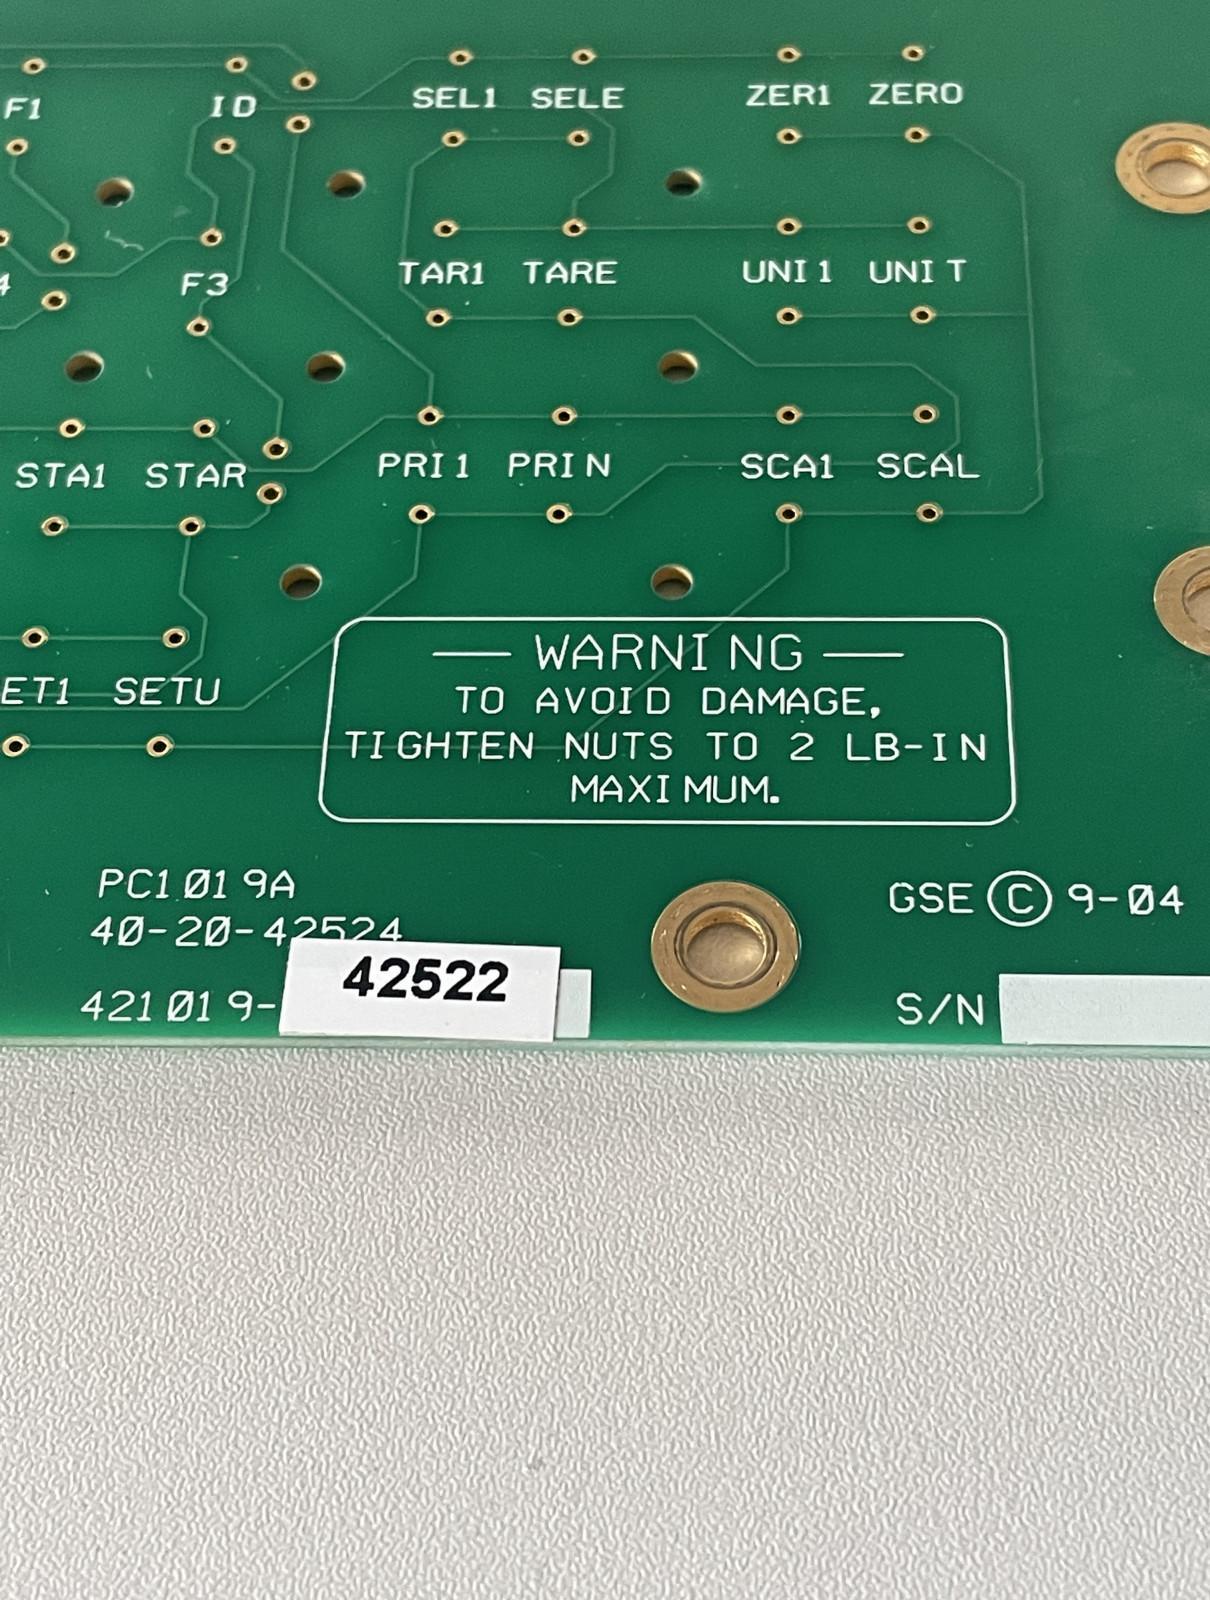 F1 ID SEL1 SELE ZER1 ZERO
4 F3 TAR1 TARE UNI1 UNIT
STA1 STAR PRI1 PRIN SCA1 SCAL
ET1 SETU
WARNING
TO AVOID DAMAGE,
TIGHTEN NUTS TO 2 LB-IN
MAXIMUM.
PC1019A
40-20-42524
421019-
42522
GSE © 9-04
S/N